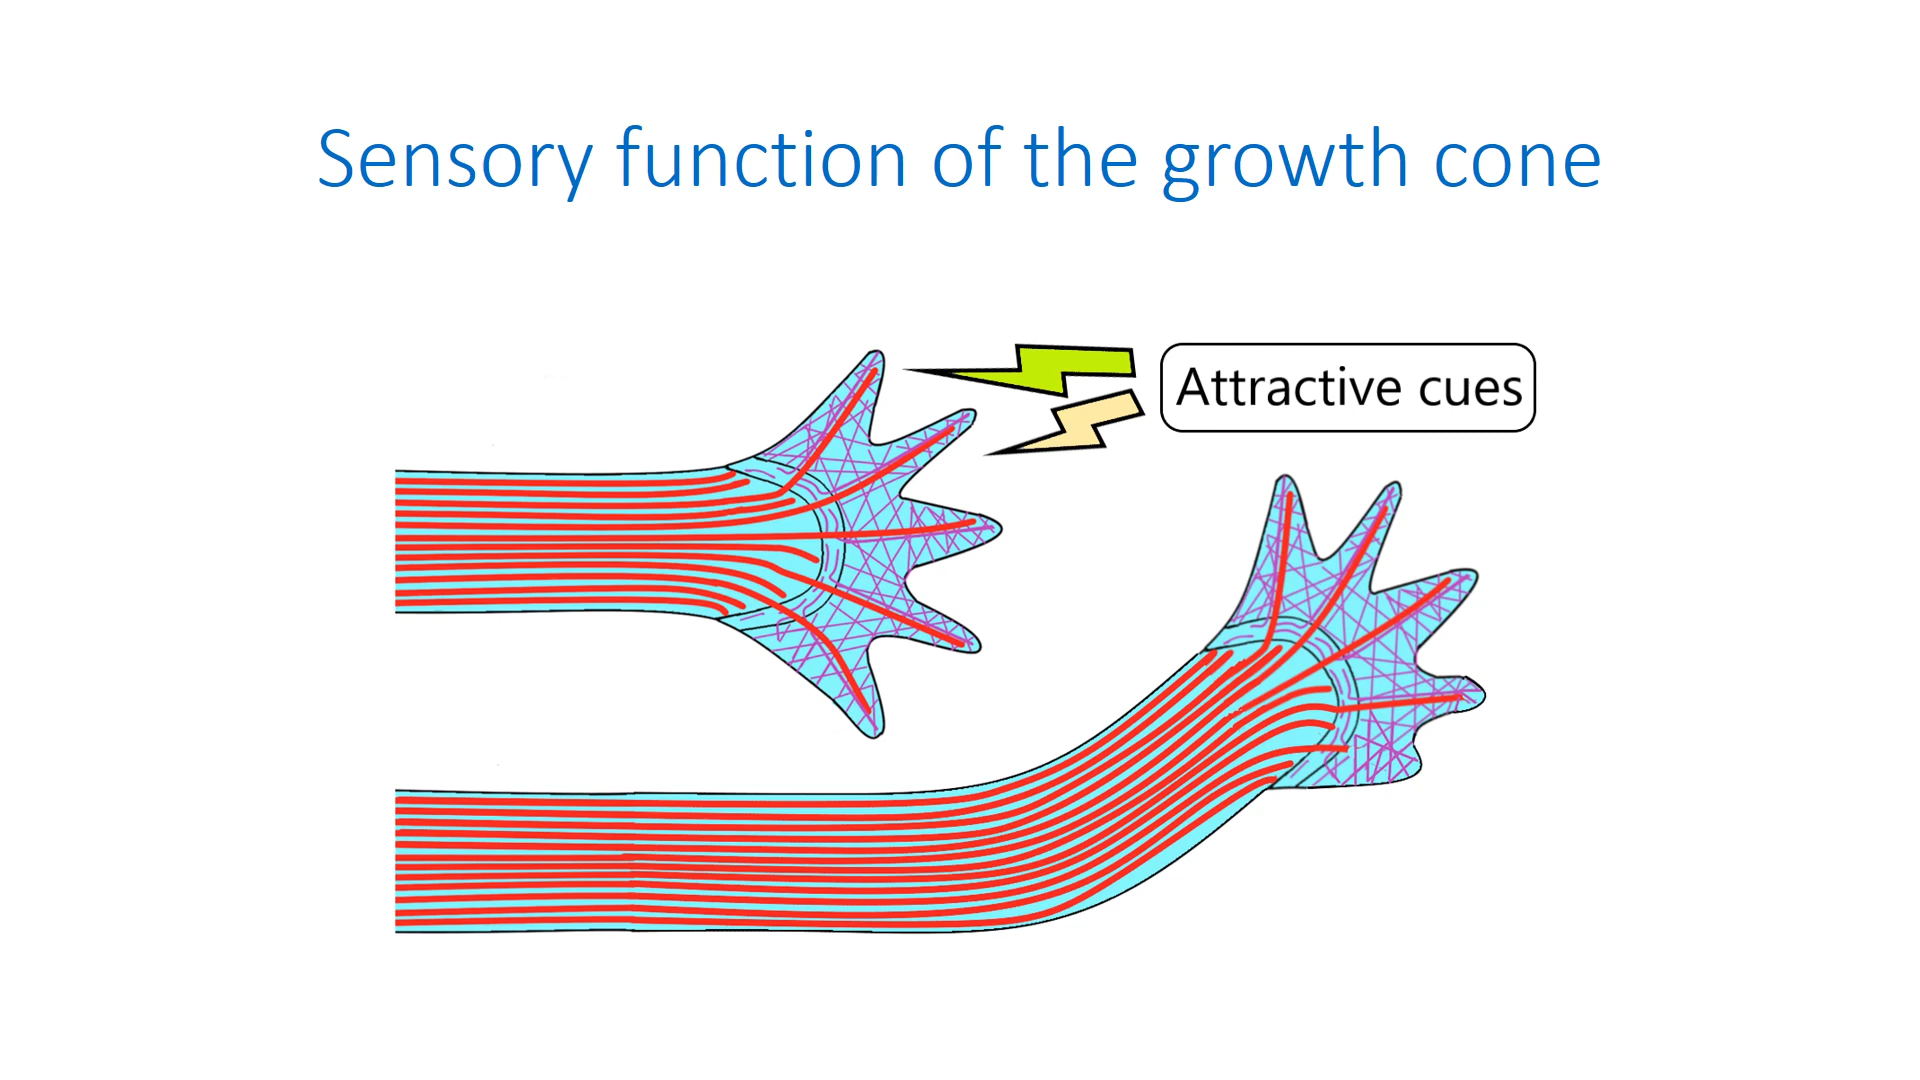 Sensory function of the growth cone
Attractive cues